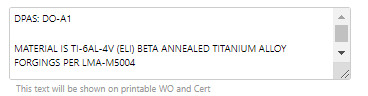 DPAS: DO-A1
MATERIAL IS TI-6AL-4V (ELI) BETA ANNEALED TITANIUM ALLOY
FORGINGS PER LMA-M5004
This text will be shown on printable WO and Cert